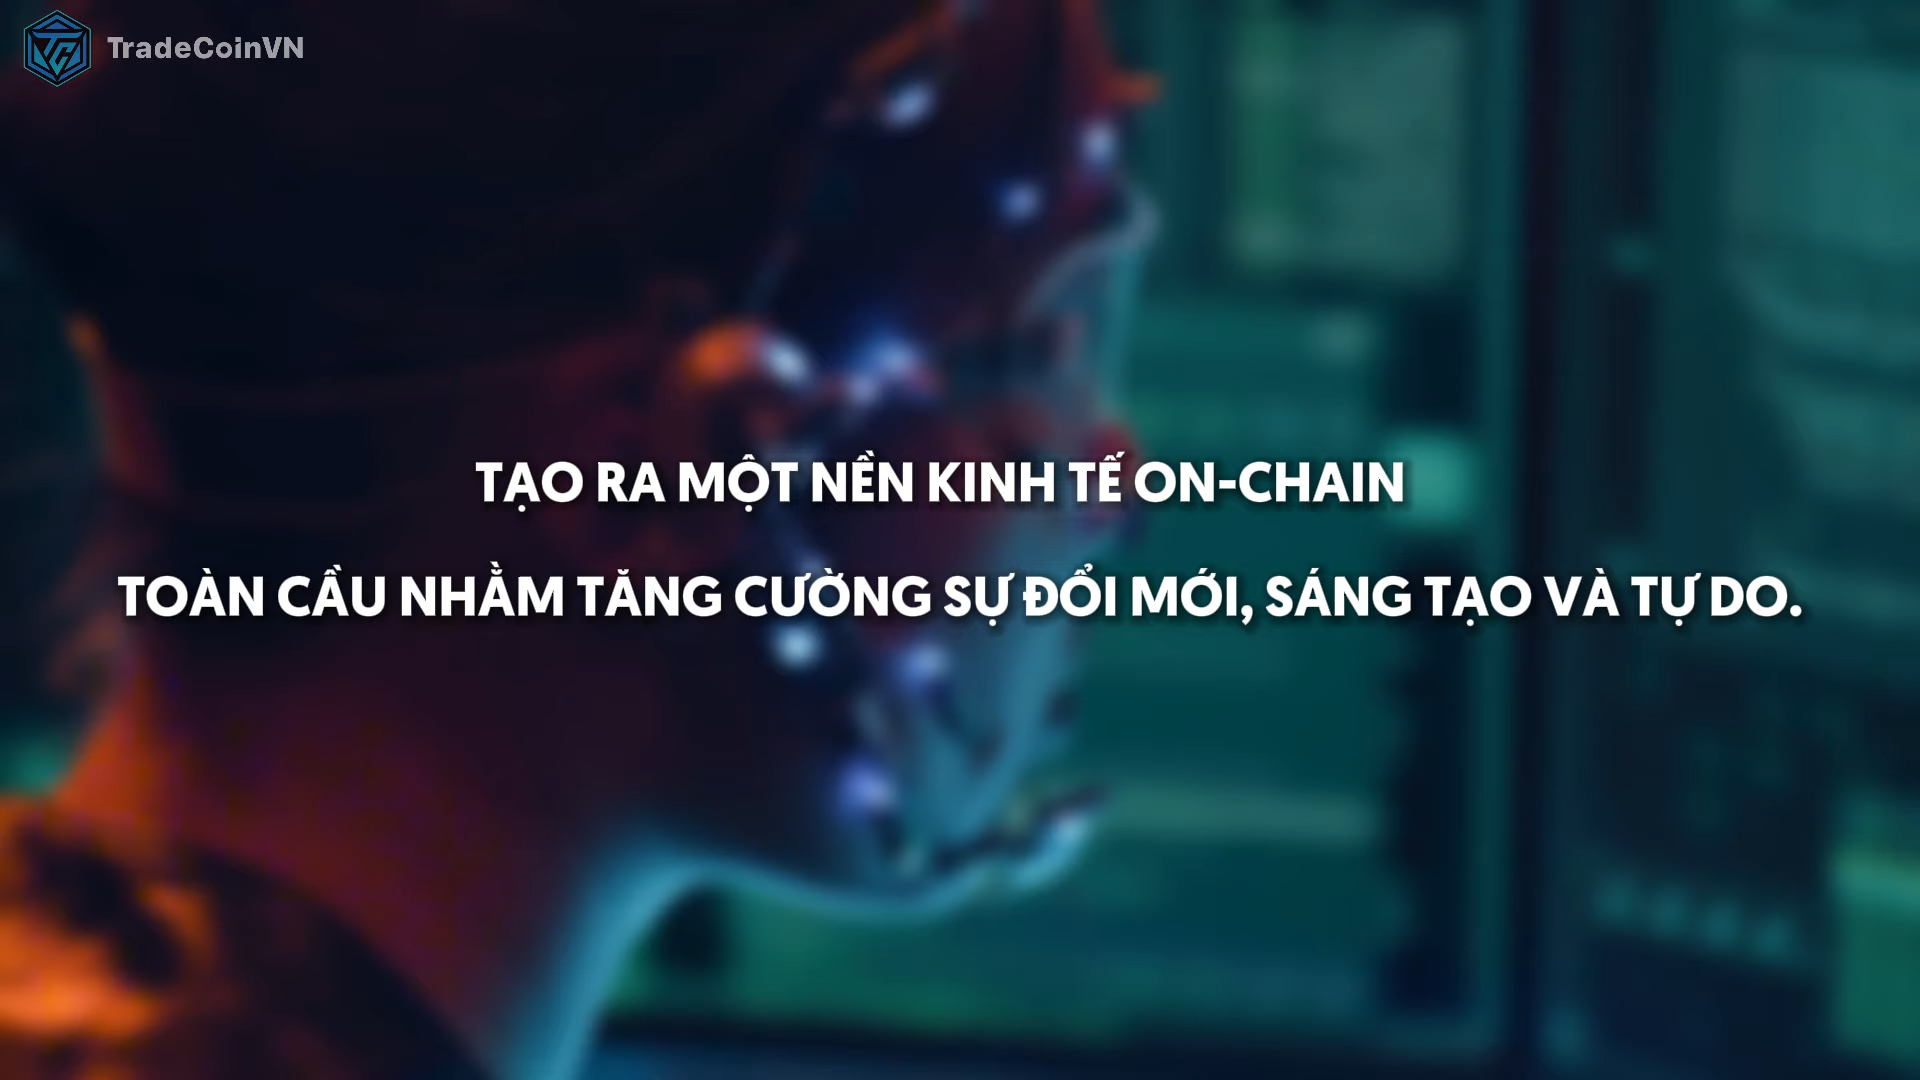 TradeCoinVN
TẠO RA MỘT NỀN KINH TẾ ON-CHAIN
TOÀN CẦU NHẰM TĂNG CƯỜNG SỰ ĐỔI MỚI, SÁNG TẠO VÀ TỰ DO.